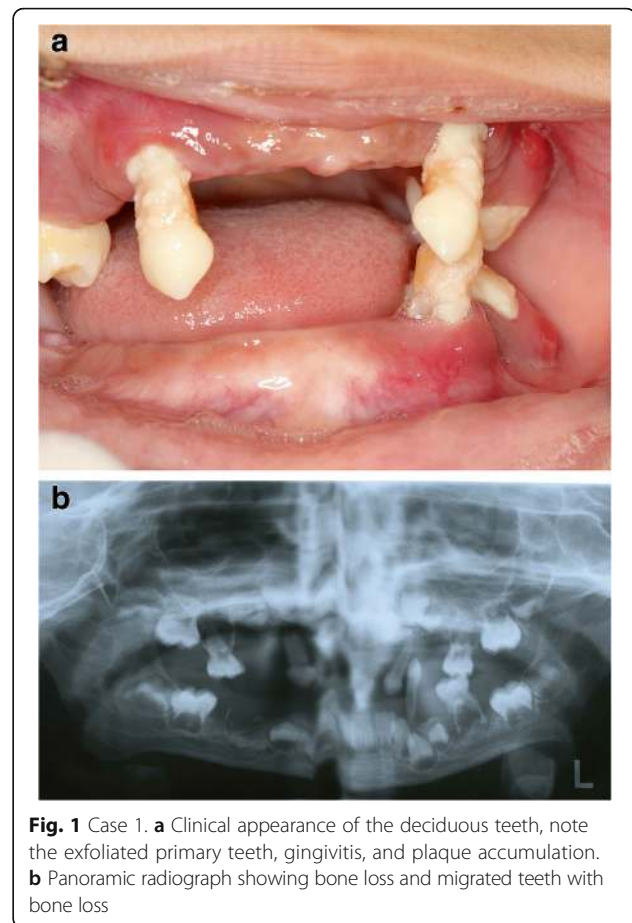 a
b
L
Fig. 1 Case 1. a Clinical appearance of the deciduous teeth, note
the exfoliated primary teeth, gingivitis, and plaque accumulation.
b Panoramic radiograph showing bone loss and migrated teeth with
bone loss